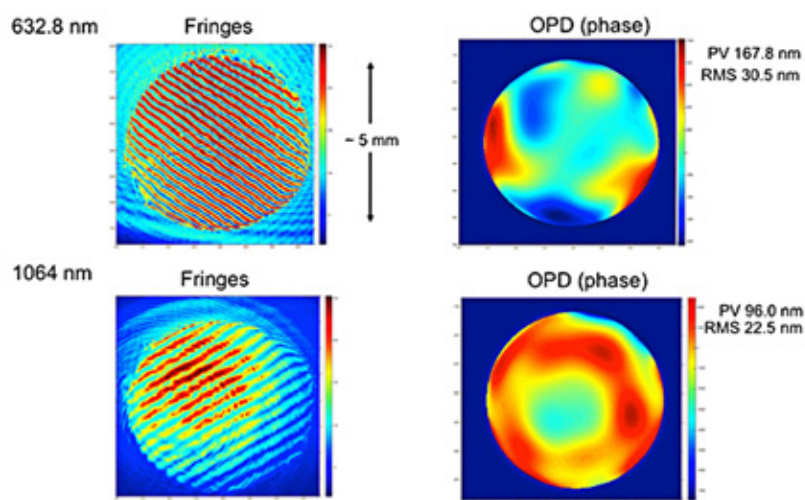 632.8 nm
Fringes
OPD (phase)
PV 167.8 nm
RMS 30.5 nm
~ 5 mm
1064 nm
Fringes
OPD (phase)
PV 96.0 nm
RMS 22.5 nm